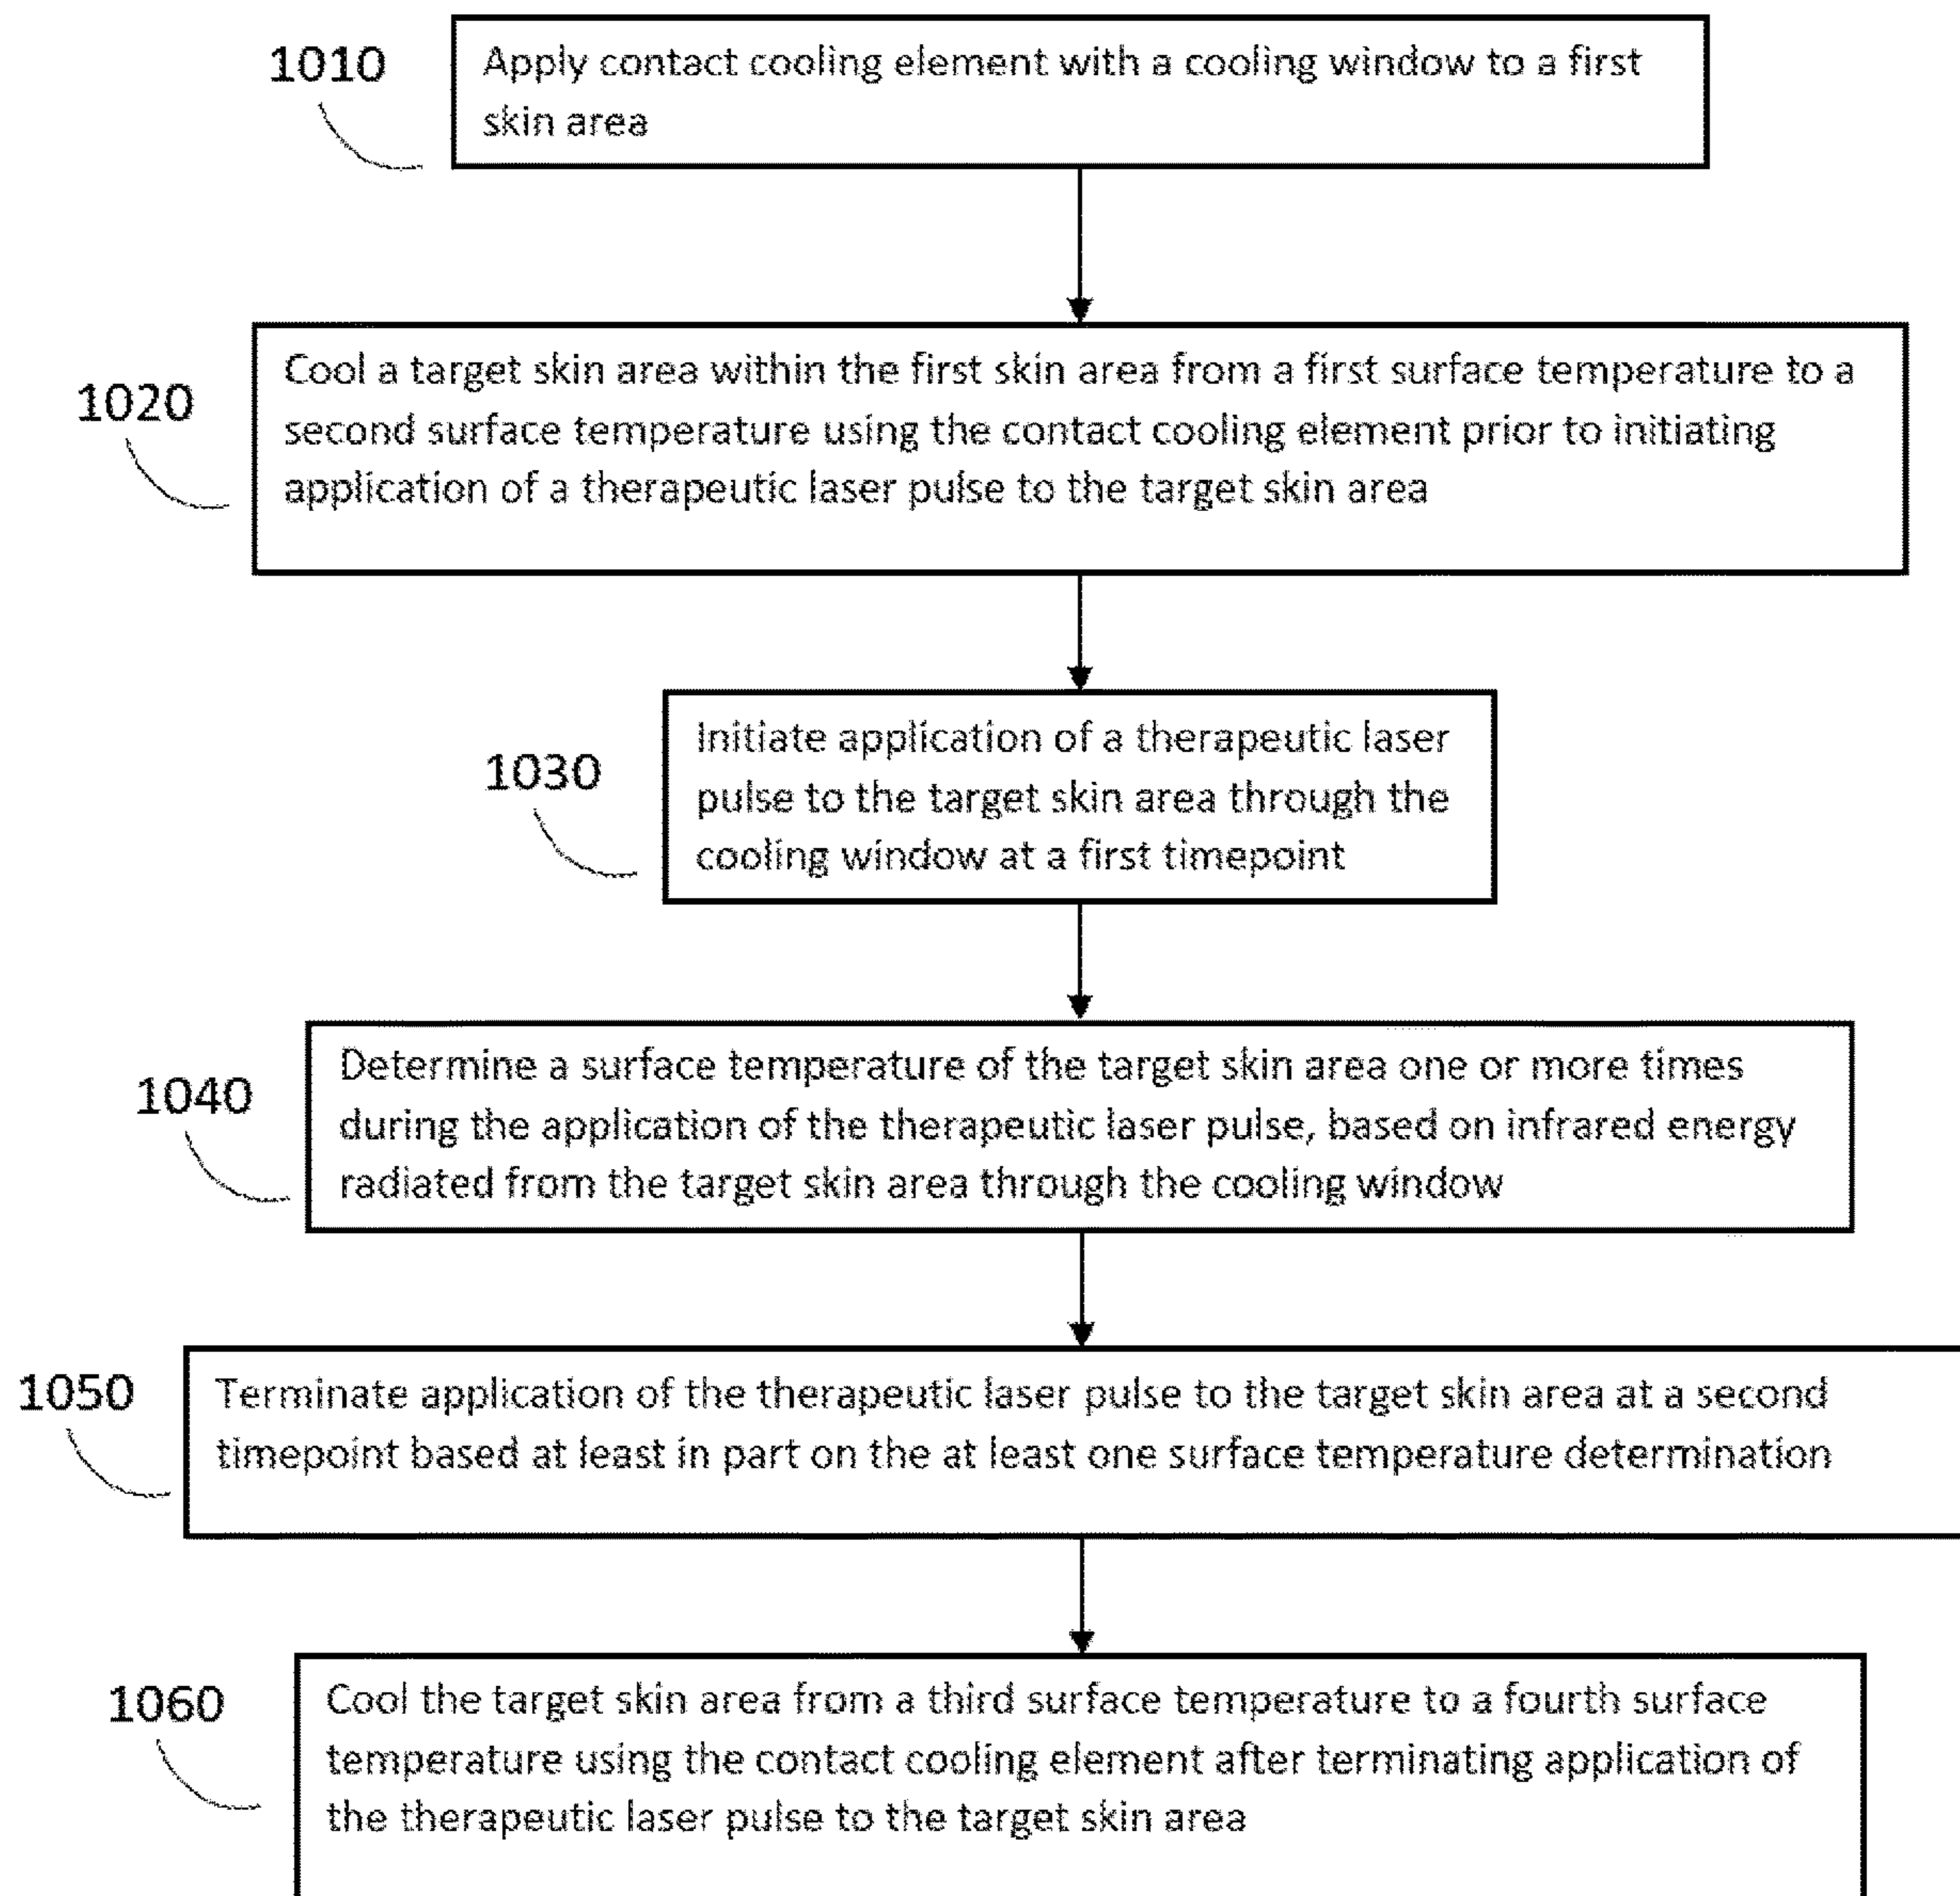 1010
Apply contact cooling element with a cooling window to a first
skin area
1020
Cool a target skin area within the first skin area from a first surface temperature to a
second surface temperature using the contact cooling element prior to initiating
application of a therapeutic laser pulse to the target skin area
1030
Initiate application of a therapeutic laser
pulse to the target skin area through the
cooling window at a first timepoint
1040
Determine a surface temperature of the target skin area one or more times
during the application of the therapeutic laser pulse, based on infrared energy
radiated from the target skin area through the cooling window
1050
Terminate application of the therapeutic laser pulse to the target skin area at a second
timepoint based at least in part on the at least one surface temperature determination
1060
Cool the target skin area from a third surface temperature to a fourth surface
temperature using the contact cooling element after terminating application of
the therapeutic laser pulse to the target skin area